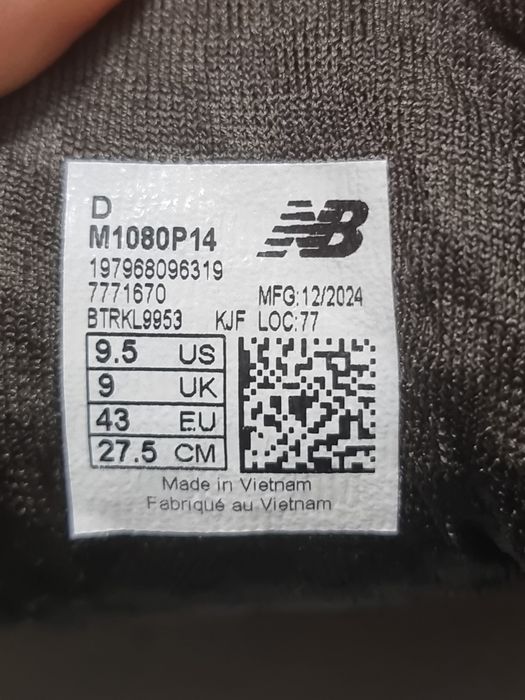 D
M1080P14
NB
197968096319
7771670 MFG:12/2024
BTRKL9953 KJF LOC:77
9.5 US
9 UK
43 EU
27.5 CM
Made in Vietnam
Fabriqué au Vietnam